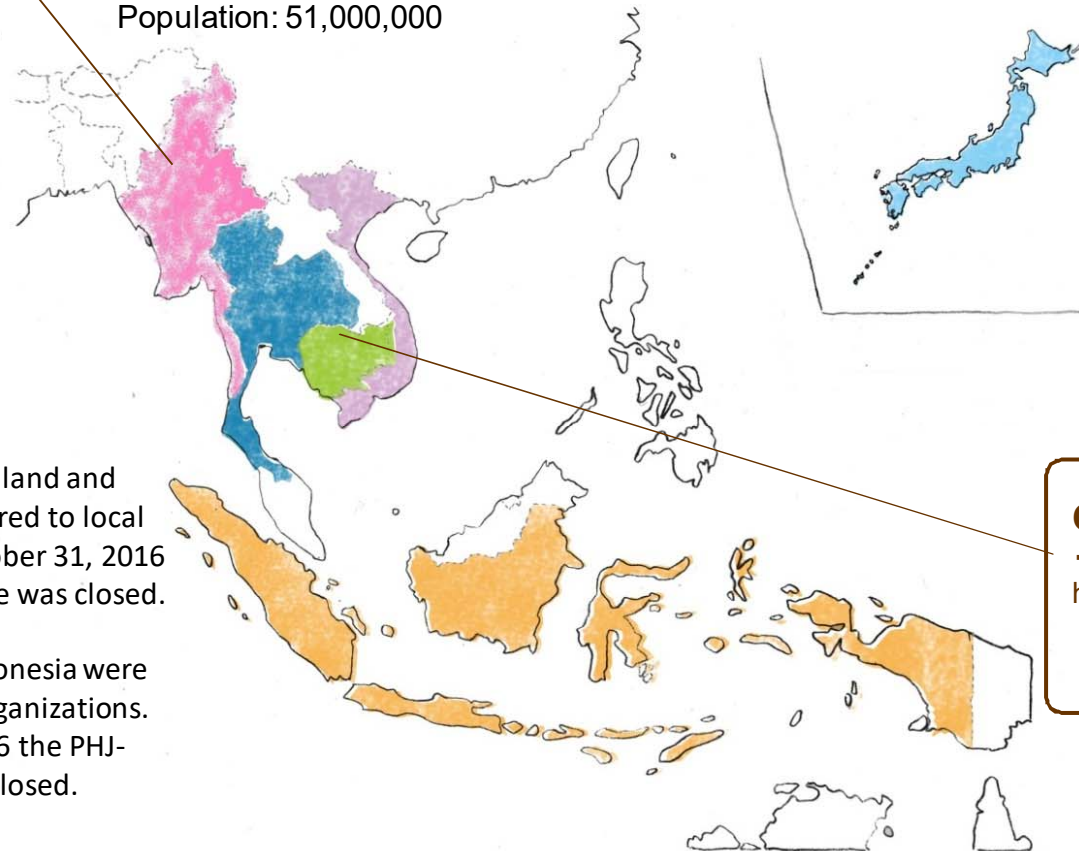 Population: 51,000,000
land and
red to local
ober 31, 2016
e was closed.
onesia were
ganizations.
6 the PHJ-
losed.